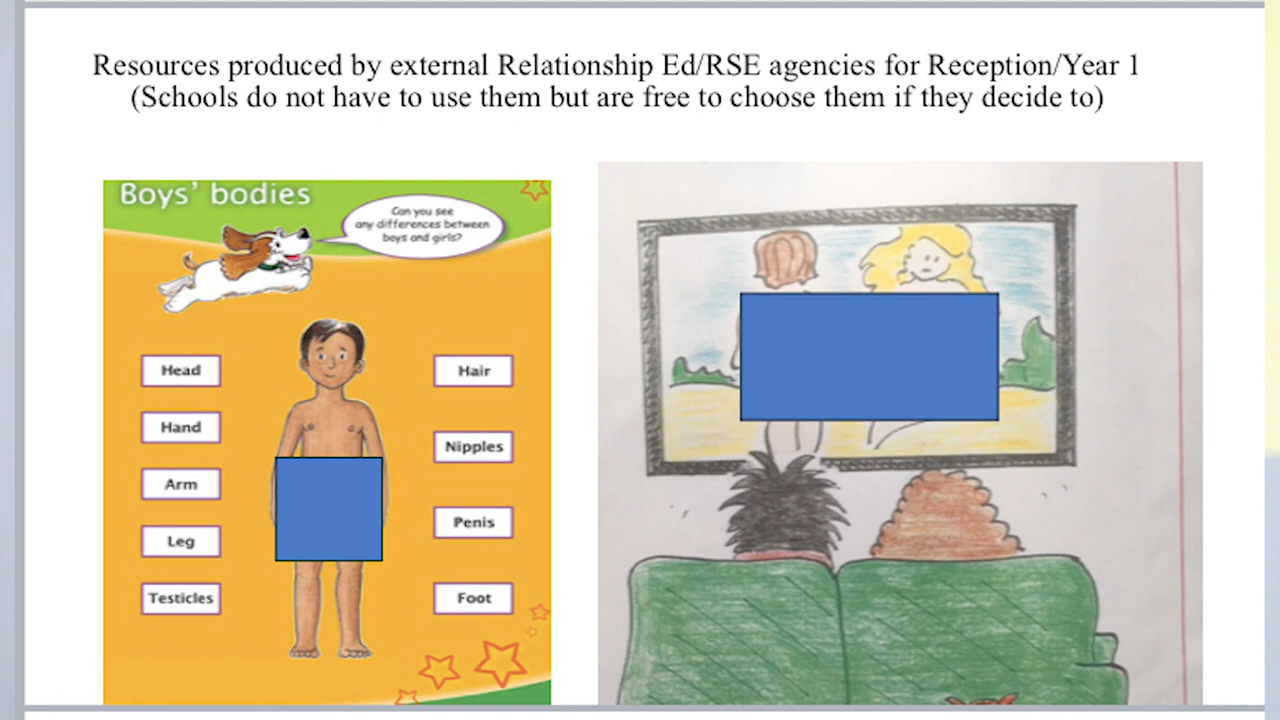 Resources produced by external Relationship Ed/RSE agencies for Reception/Year 1
(Schools do not have to use them but are free to choose them if they decide to)
Boys' bodies
Can you see
any differences between
boys and girls?
Head
Hand
Arm
Leg
Testicles
Hair
Nipples
Penis
Foot